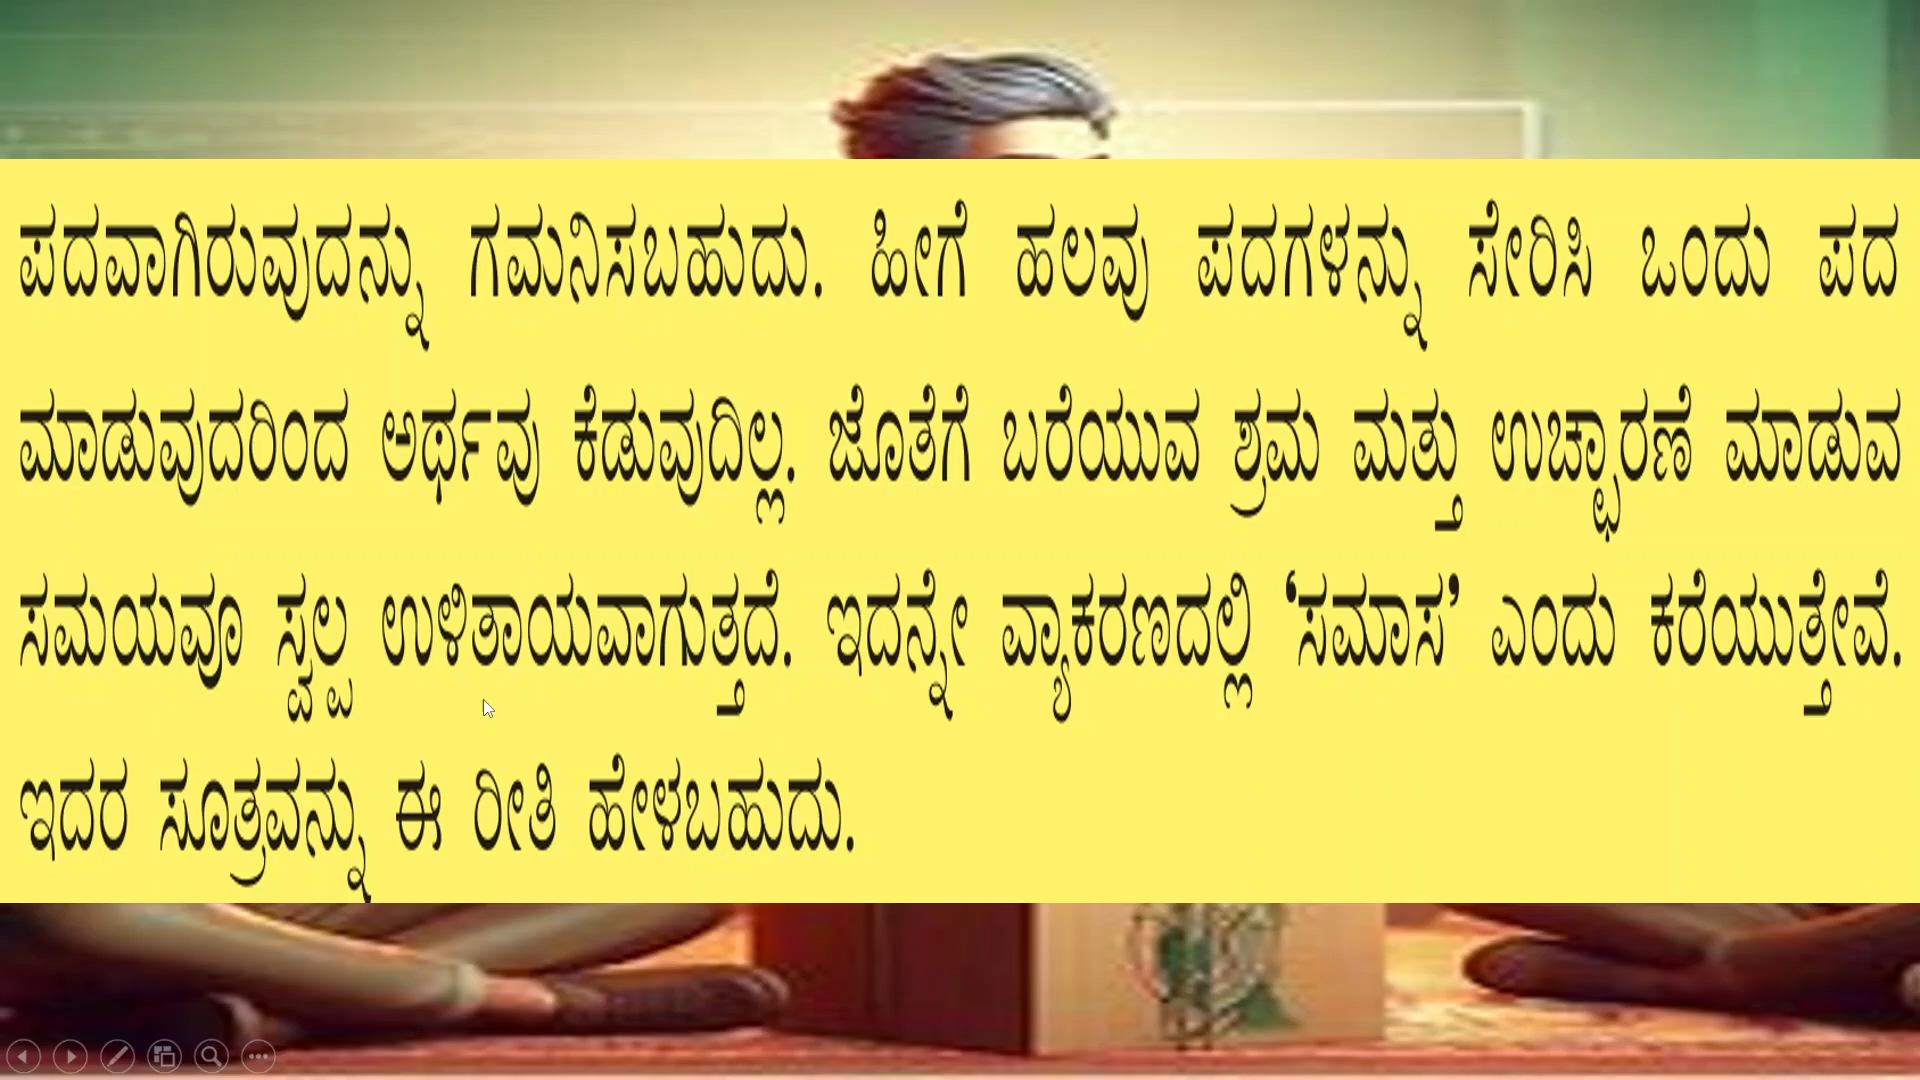 ಪದವಾಗಿರುವುದನ್ನು ಗಮನಿಸಬಹುದು. ಹೀಗೆ ಹಲವು ಪದಗಳನ್ನು ಸೇರಿಸಿ ಒಂದು ಪದ
ಮಾಡುವುದರಿಂದ ಅರ್ಥವು ಕೆಡುವುದಿಲ್ಲ. ಜೊತೆಗೆ ಬರೆಯುವ ಶ್ರಮ ಮತ್ತು ಉಚ್ಛಾರಣೆ ಮಾಡುವ
ಸಮಯವೂ ಸ್ವಲ್ಪ ಉಳಿತಾಯವಾಗುತ್ತದೆ. ಇದನ್ನೇ ವ್ಯಾಕರಣದಲ್ಲಿ ‘ಸಮಾಸ’ ಎಂದು ಕರೆಯುತ್ತೇವೆ.
ಇದರ ಸೂತ್ರವನ್ನು ಈ ರೀತಿ ಹೇಳಬಹುದು.